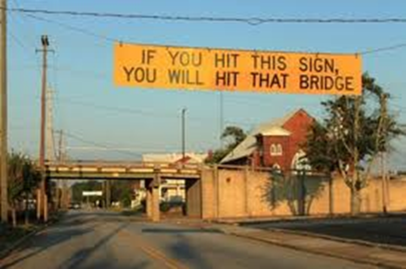 IF YOU HIT THIS SIGN,
YOU WILL HIT THAT BRIDGE